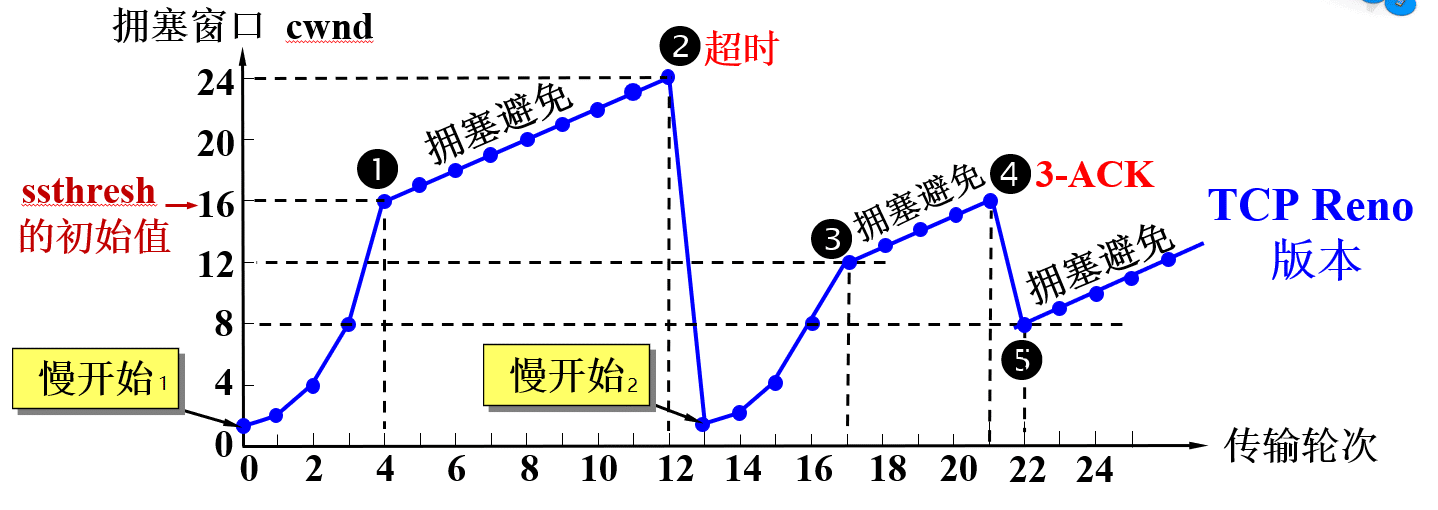 拥塞窗口 cwnd
❷ 超时
24
拥塞避免
20
❶
❹ 3-ACK
ssthresh
的初始值
16
拥塞避免
TCP Reno
版本
❸
12
拥塞避免
8
❺
慢开始1
慢开始2
4
0
0 2 4 6 8 10 12 14 16 18 20 22 24
传输轮次